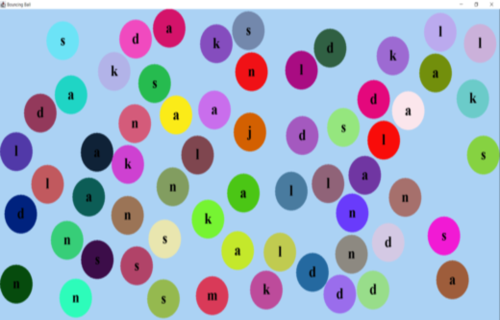 Bouncing Ball
s d a k s d k l l
k s a n l d a k
d n a a j d s l a
l a k l s
l a n a l l a n
d n k n
n s a l n d s
s s d a
n n s m k d d